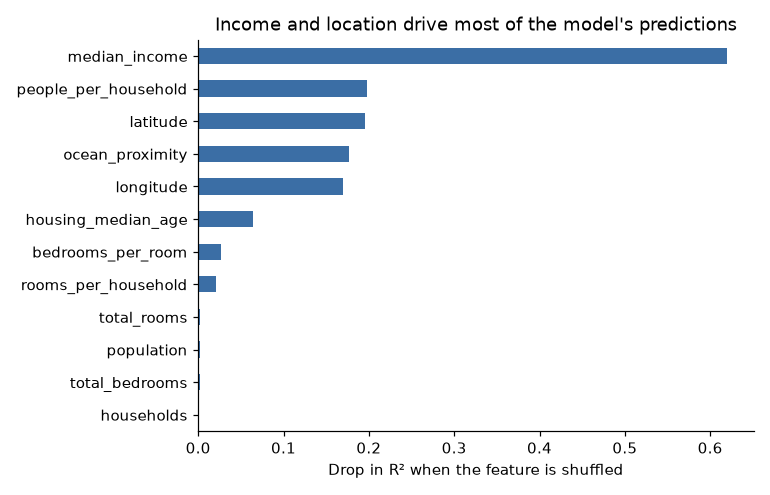 Income and location drive most of the model's predictions
median_income
people_per_household
latitude
ocean_proximity
longitude
housing_median_age
bedrooms_per_room
rooms_per_household
total_rooms
population
total_bedrooms
households
0.0 0.1 0.2 0.3 0.4 0.5 0.6
Drop in R² when the feature is shuffled